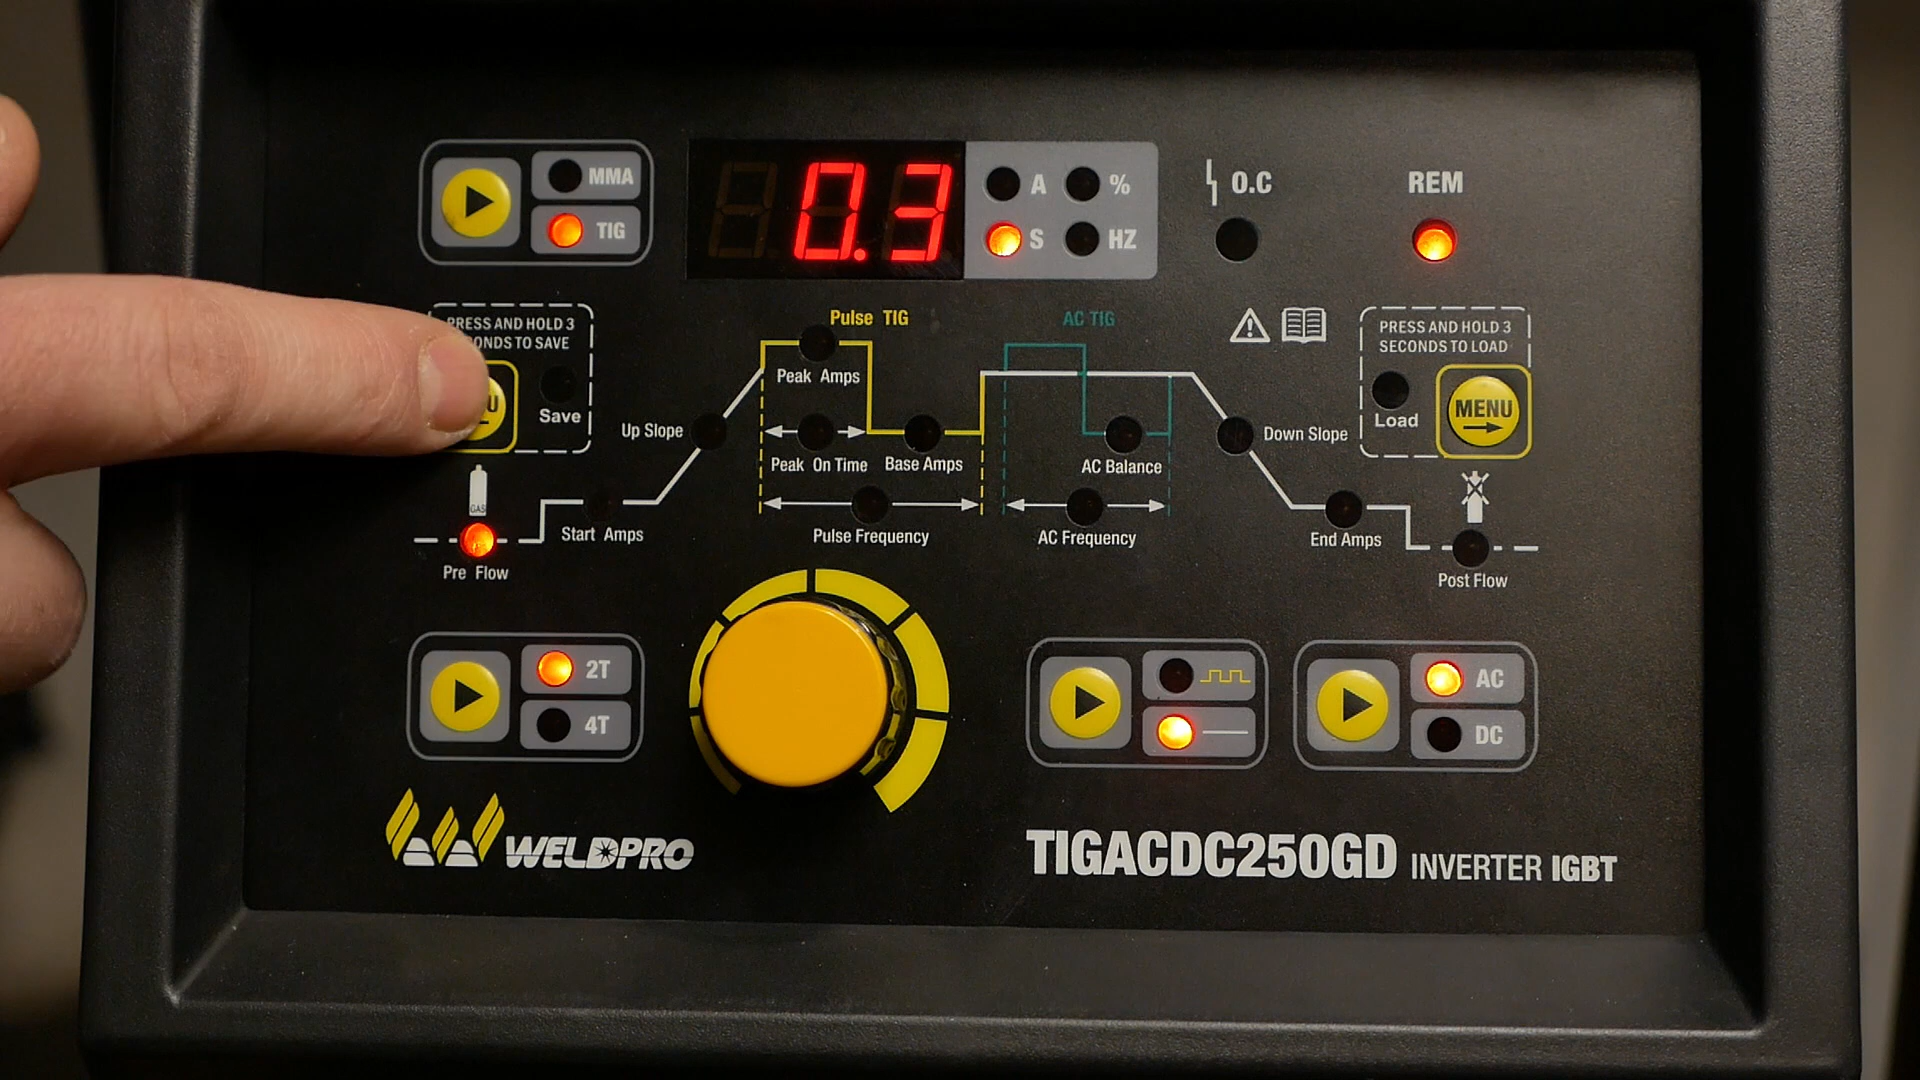 MMA
TIG
0.3
A
%
S
HZ
O.C
REM
PRESS AND HOLD 3
TO SAVE
Save
Pulse TIG
AC TIG
PRESS AND HOLD 3
SECONDS TO LOAD
Load
MENU
Up Slope
Peak Amps
Peak On Time
Base Amps
AC Balance
Down Slope
GAS
Start Amps
Pulse Frequency
AC Frequency
End Amps
Pre Flow
Post Flow
2T
4T
AC
DC
WELDPRO
TIGACDC250GD INVERTER IGBT